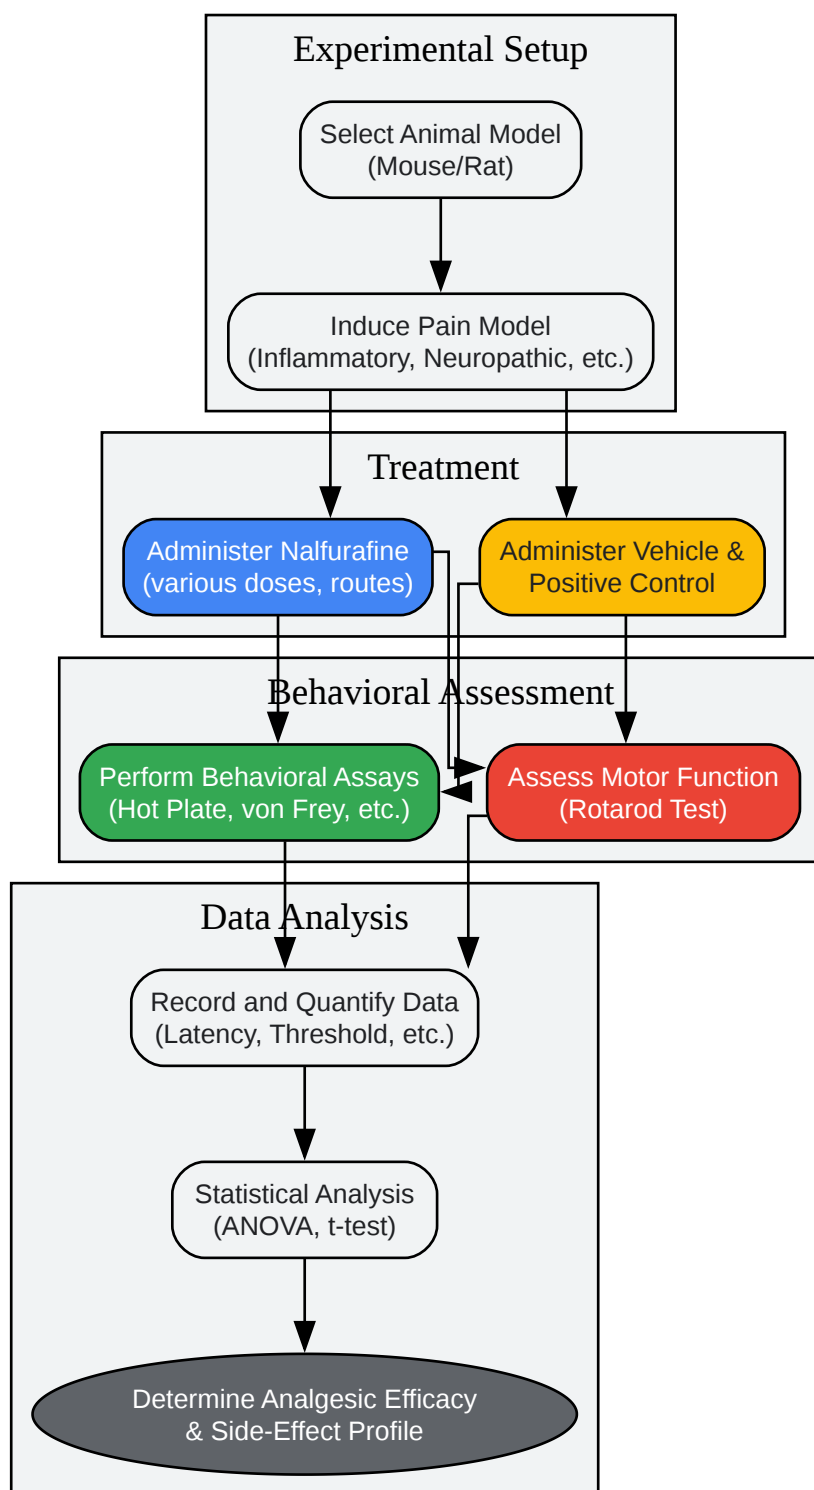 Experimental Setup
Select Animal Model
(Mouse/Rat)
Induce Pain Model
(Inflammatory, Neuropathic, etc.)
Treatment
Administer Nalfurafine
(various doses, routes)
Administer Vehicle &
Positive Control
Behavioral Assessment
Perform Behavioral Assays
(Hot Plate, von Frey, etc.)
Assess Motor Function
(Rotarod Test)
Data Analysis
Record and Quantify Data
(Latency, Threshold, etc.)
Statistical Analysis
(ANOVA, t-test)
Determine Analgesic Efficacy
& Side-Effect Profile